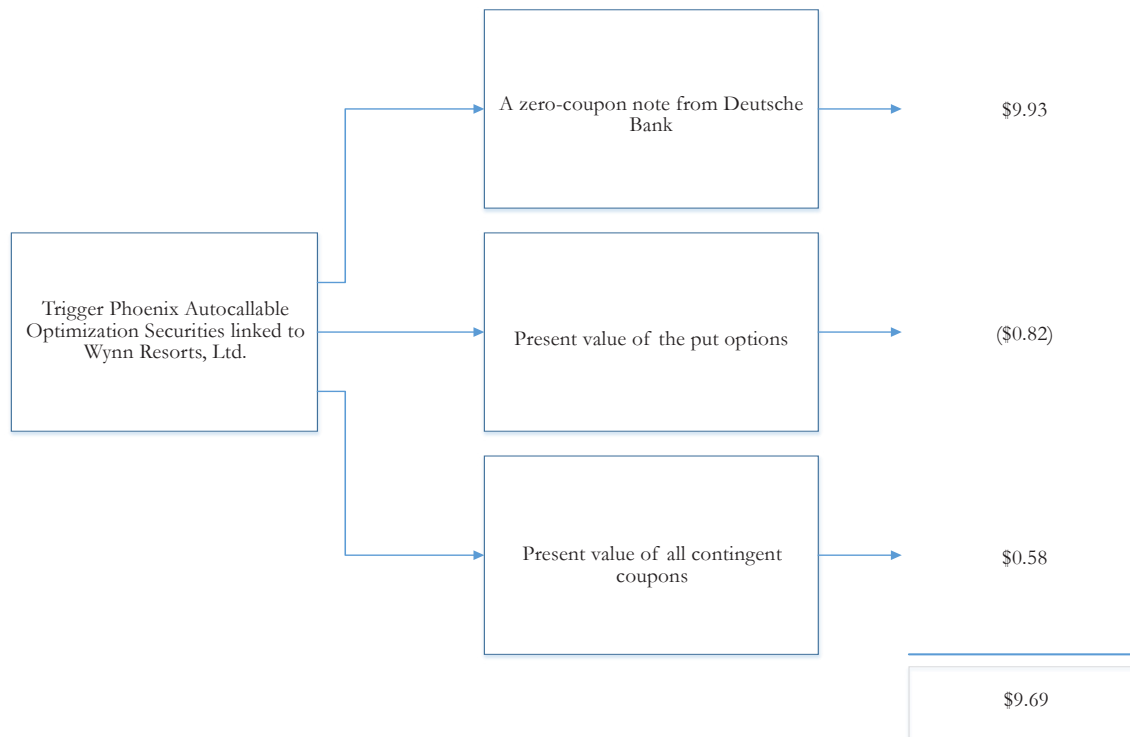 A zero-coupon note from Deutsche
Bank
$9.93
Trigger Phoenix Autocallable
Optimization Securities linked to
Wynn Resorts, Ltd.
Present value of the put options
($0.82)
Present value of all contingent
coupons
$0.58
$9.69